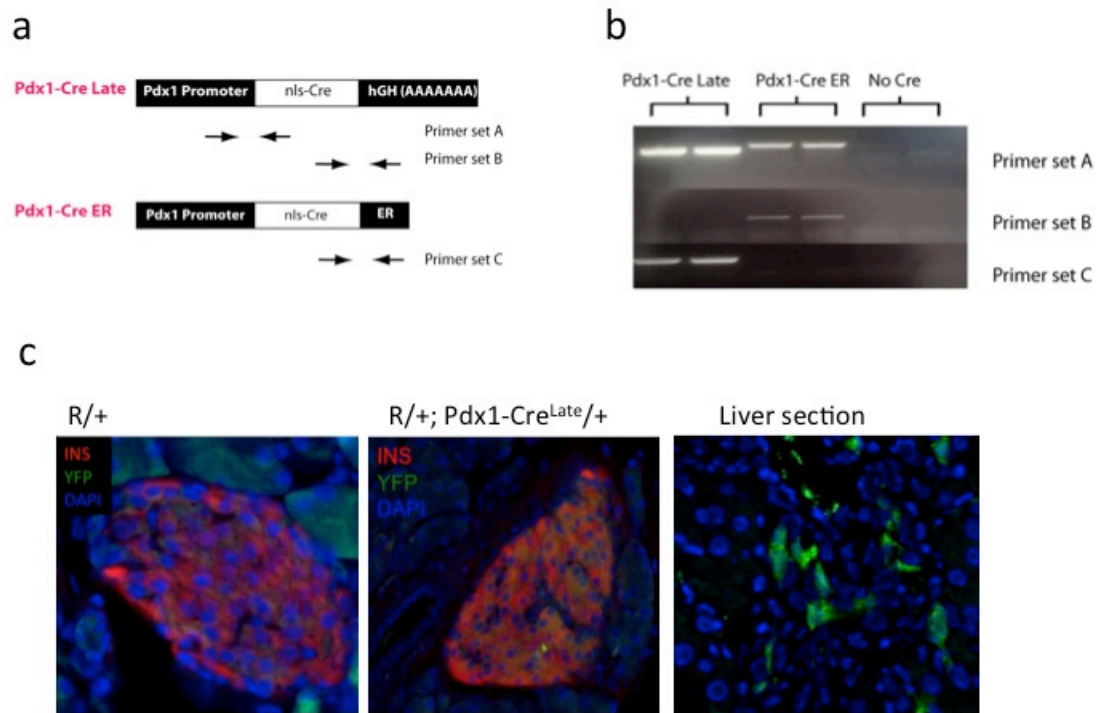 a
Pdx1-Cre Late
Pdx1 Promoter
nls-Cre
hGH (AAAAAAA)
Primer set A
Primer set B
Pdx1-Cre ER
Pdx1 Promoter
nls-Cre
ER
Primer set C
b
Pdx1-Cre Late
Pdx1-Cre ER
No Cre
Primer set A
Primer set B
Primer set C
c
R/+
R/+; Pdx1-CreLate/+
Liver section
INS
YFP
DAPI
INS
YFP
DAPI